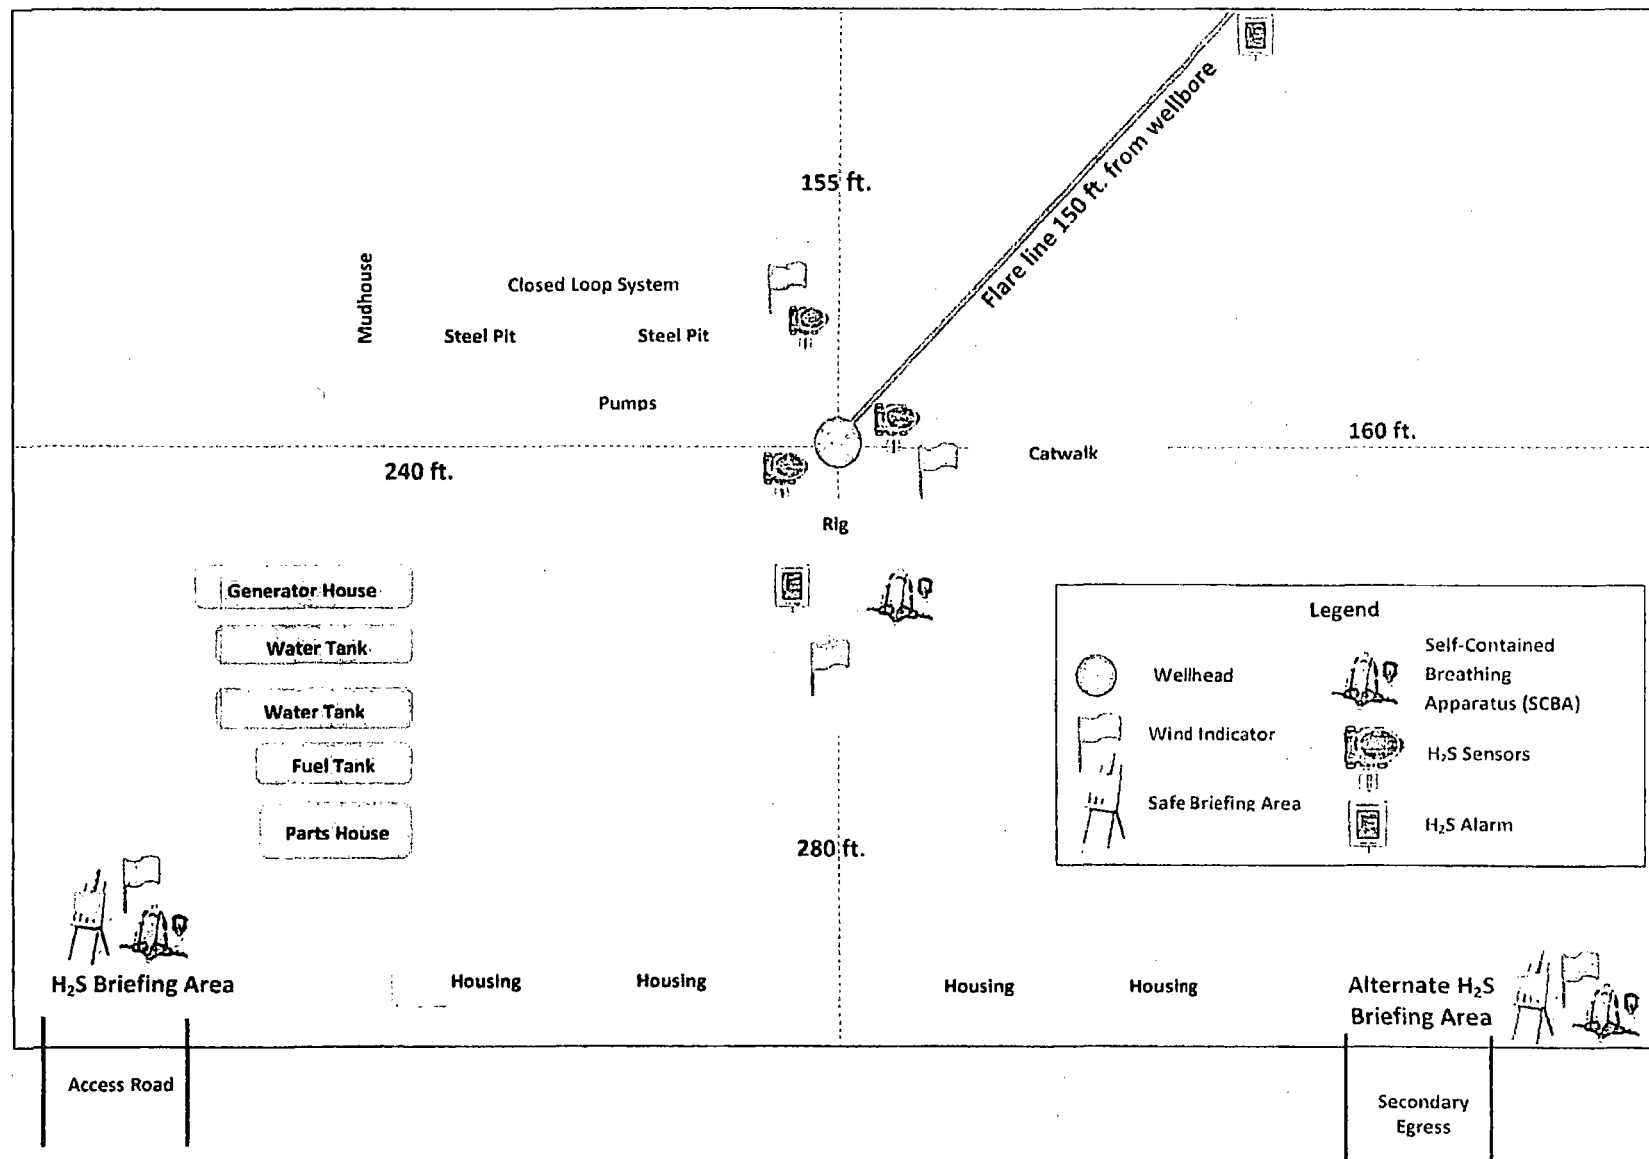 155 ft.
Flare line 150 ft. from wellbore
Mudhouse
Closed Loop System
Steel Pit
Steel Pit
Pumps
160 ft.
Catwalk
240 ft.
Rig
Generator House
Water Tank
Water Tank
Fuel Tank
Parts House
280 ft.
Legend
Wellhead
Self-Contained
Breathing
Apparatus (SCBA)
Wind Indicator
H₂S Sensors
Safe Briefing Area
H₂S Alarm
H₂S Briefing Area
Housing
Housing
Housing
Housing
Alternate H₂S
Briefing Area
Access Road
Secondary
Egress